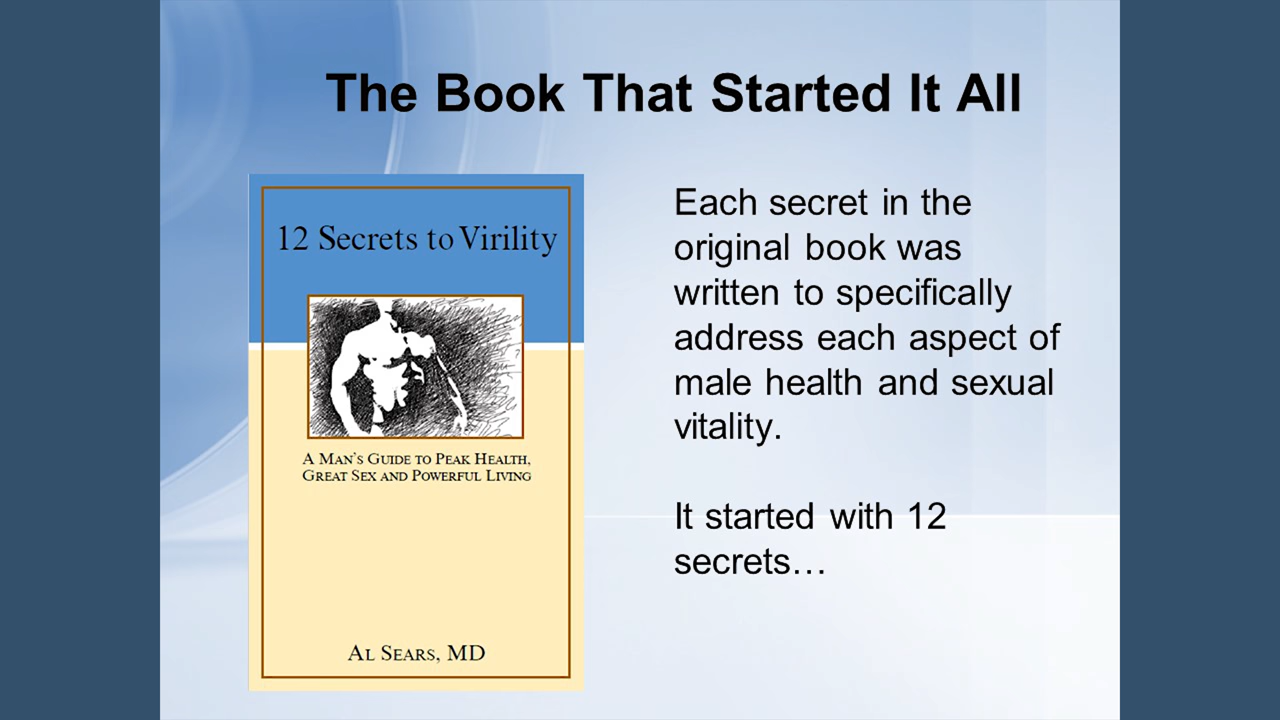 The Book That Started It All
12 Secrets to Virility
A Man's Guide to Peak Health,
Great Sex and Powerful Living
Al Sears, MD
Each secret in the
original book was
written to specifically
address each aspect of
male health and sexual
vitality.
It started with 12
secrets…